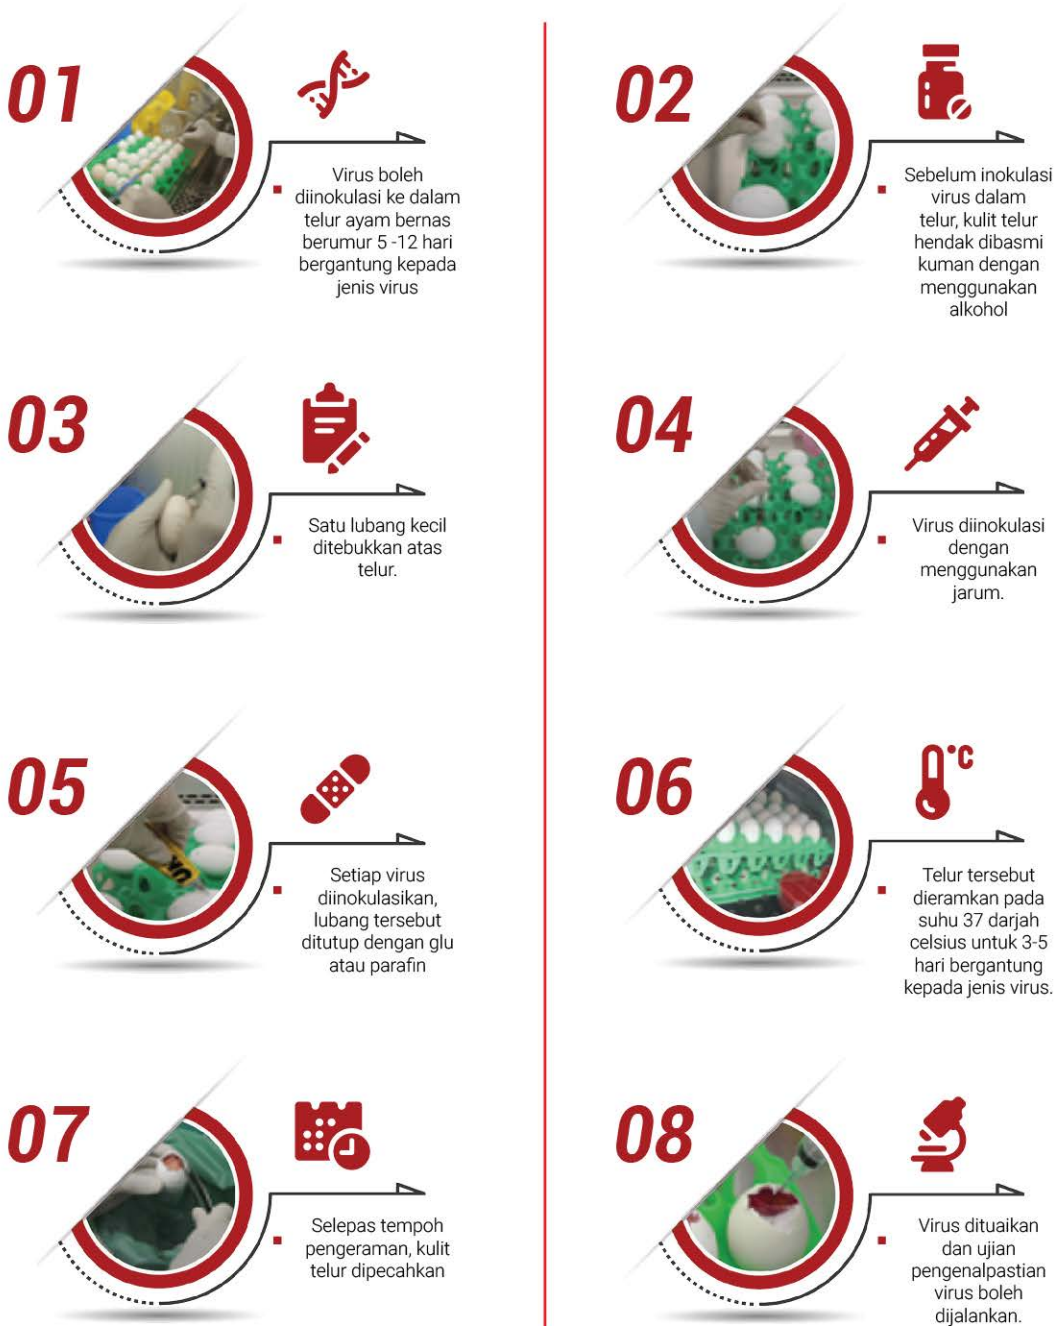 01
Virus boleh
diinokulasi ke dalam
telur ayam bernas
berumur 5 -12 hari
bergantung kepada
jenis virus
02
Sebelum inokulasi
virus dalam
telur, kulit telur
hendak dibasmi
kuman dengan
menggunakan
alkohol
03
Satu lubang kecil
ditebukkan atas
telur.
04
Virus diinokulasi
dengan
menggunakan
jarum.
05
Setiap virus
diinokulasikan,
lubang tersebut
ditutup dengan glu
atau parafin
06
°C
Telur tersebut
dieramkan pada
suhu 37 darjah
celsius untuk 3-5
hari bergantung
kepada jenis virus.
07
Selepas tempoh
pengeraman, kulit
telur dipecahkan
08
Virus dituaikan
dan ujian
pengenalpastian
virus boleh
dijalankan.